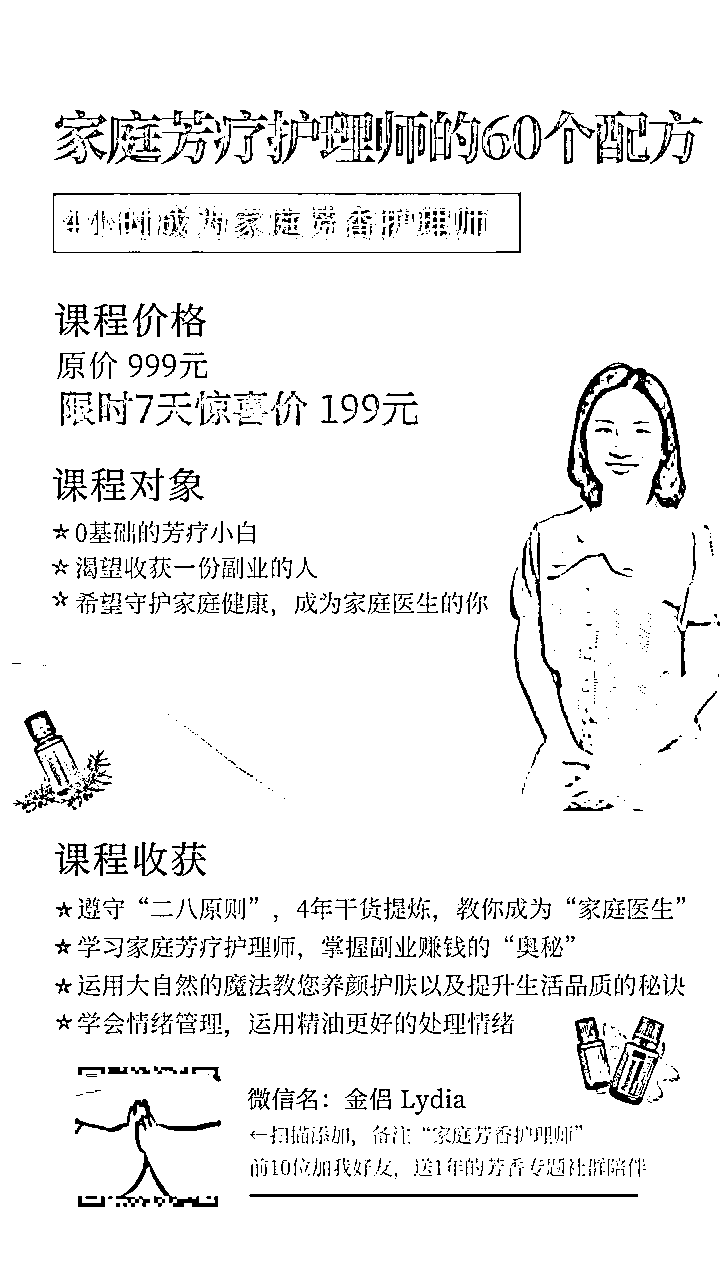 家庭芳疗护理师的60个配方
4小时成为家庭芳香护理师
课程价格
原价 999元
限时7天惊喜价 199元
课程对象
☆0基础的芳疗小白
☆渴望收获一份副业的人
☆希望守护家庭健康，成为家庭医生的你
课程收获
★遵守“二八原则”，4年干货提炼，教你成为“家庭医生”
★学习家庭芳疗护理师，掌握副业赚钱的“奥秘”
★运用大自然的魔法教您养颜护肤以及提升生活品质的秘诀
★学会情绪管理，运用精油更好的处理情绪
微信名：金侣 Lydia
←扫描添加，备注“家庭芳香护理师”
前10位加我好友，送1年的芳香专题社群陪伴